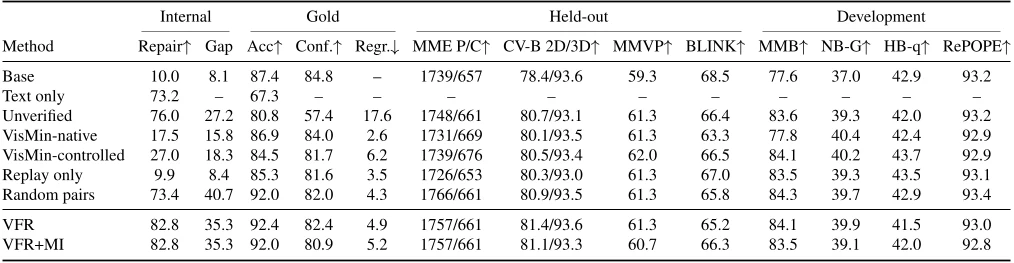 Internal Gold Held-out Development
Method Repair↑ Gap Acc↑ Conf.↑ Regr.↓ MME P/C↑ CV-B 2D/3D↑ MMVP↑ BLINK↑ MMB↑ NB-G↑ HB-q↑ RePOPE↑
Base 10.0 8.1 87.4 84.8 – 1739/657 78.4/93.6 59.3 68.5 77.6 37.0 42.9 93.2
Text only 73.2 – 67.3 – – – – – – – – – –
Unverified 76.0 27.2 80.8 57.4 17.6 1748/661 80.7/93.1 61.3 66.4 83.6 39.3 42.0 93.2
VisMin-native 17.5 15.8 86.9 84.0 2.6 1731/669 80.1/93.5 61.3 63.3 77.8 40.4 42.4 92.9
VisMin-controlled 27.0 18.3 84.5 81.7 6.2 1739/676 80.5/93.4 62.0 66.5 84.1 40.2 43.7 92.9
Replay only 9.9 8.4 85.3 81.6 3.5 1726/653 80.3/93.0 61.3 67.0 83.5 39.3 43.5 93.1
Random pairs 73.4 40.7 92.0 82.0 4.3 1766/661 80.9/93.5 61.3 65.8 84.3 39.7 42.9 93.4
VFR 82.8 35.3 92.4 82.4 4.9 1757/661 81.4/93.6 61.3 65.2 84.1 39.9 41.5 93.0
VFR+MI 82.8 35.3 92.0 80.9 5.2 1757/661 81.1/93.3 60.7 66.3 83.5 39.1 42.0 92.8